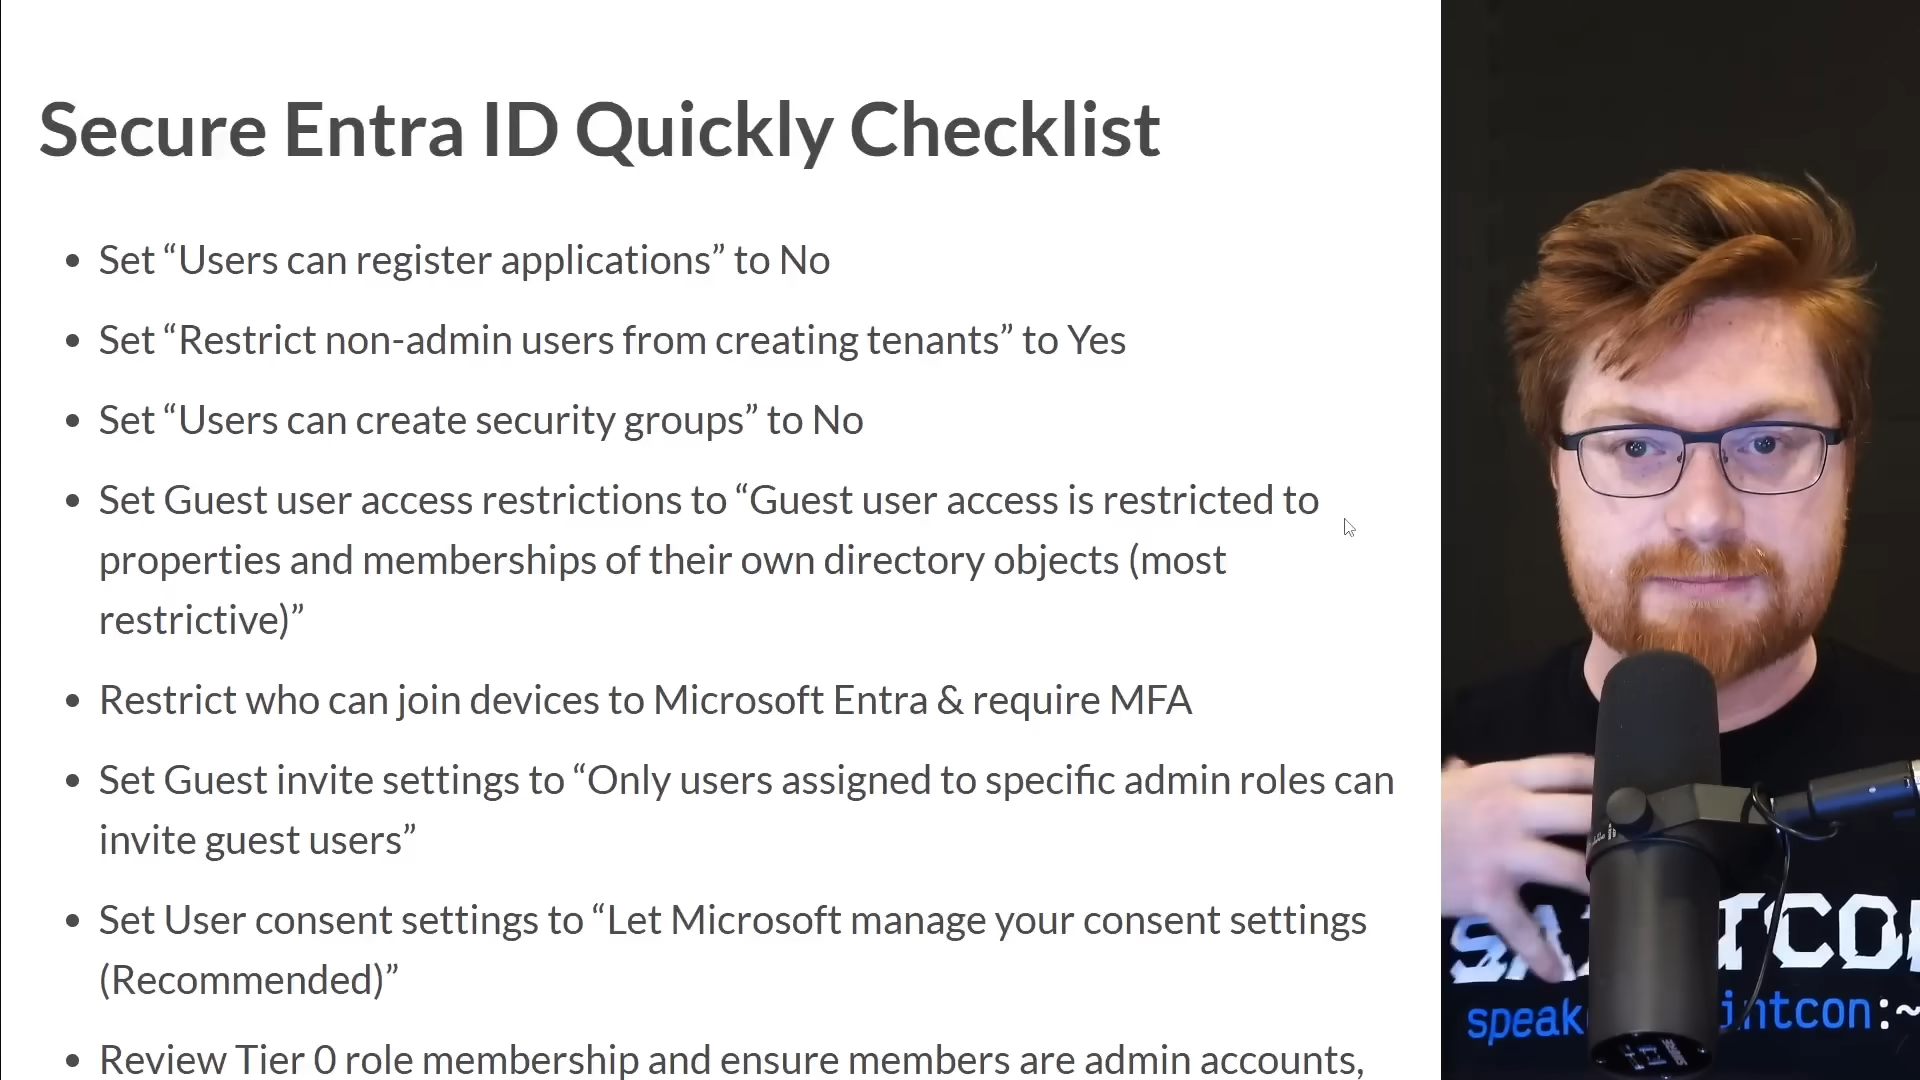 Secure Entra ID Quickly Checklist
• Set “Users can register applications” to No
• Set “Restrict non-admin users from creating tenants” to Yes
• Set “Users can create security groups” to No
• Set Guest user access restrictions to “Guest user access is restricted to
properties and memberships of their own directory objects (most
restrictive)”
• Restrict who can join devices to Microsoft Entra & require MFA
• Set Guest invite settings to “Only users assigned to specific admin roles can
invite guest users”
• Set User consent settings to “Let Microsoft manage your consent settings
(Recommended)”
• Review Tier 0 role membership and ensure members are admin accounts,